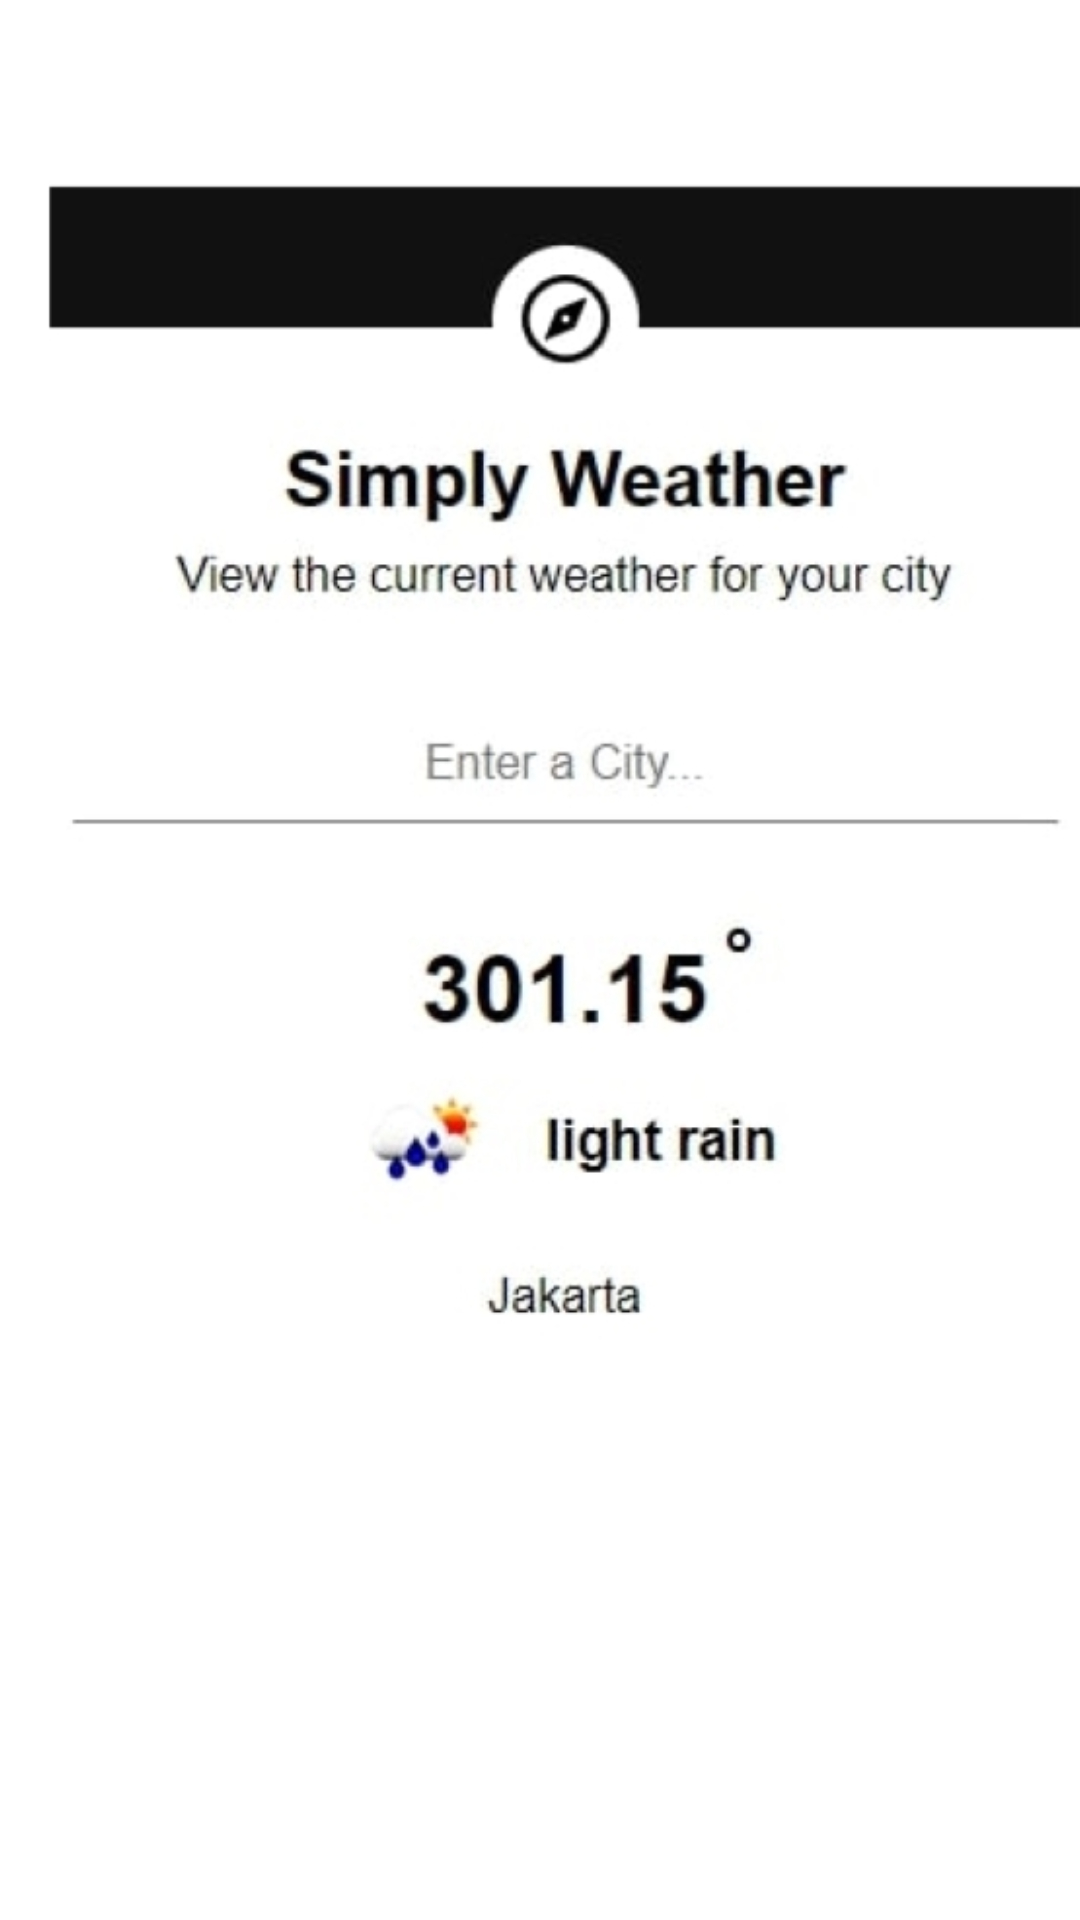 Simply Weather
View the current weather for your city
Enter a City...
301.15°
light rain
Jakarta